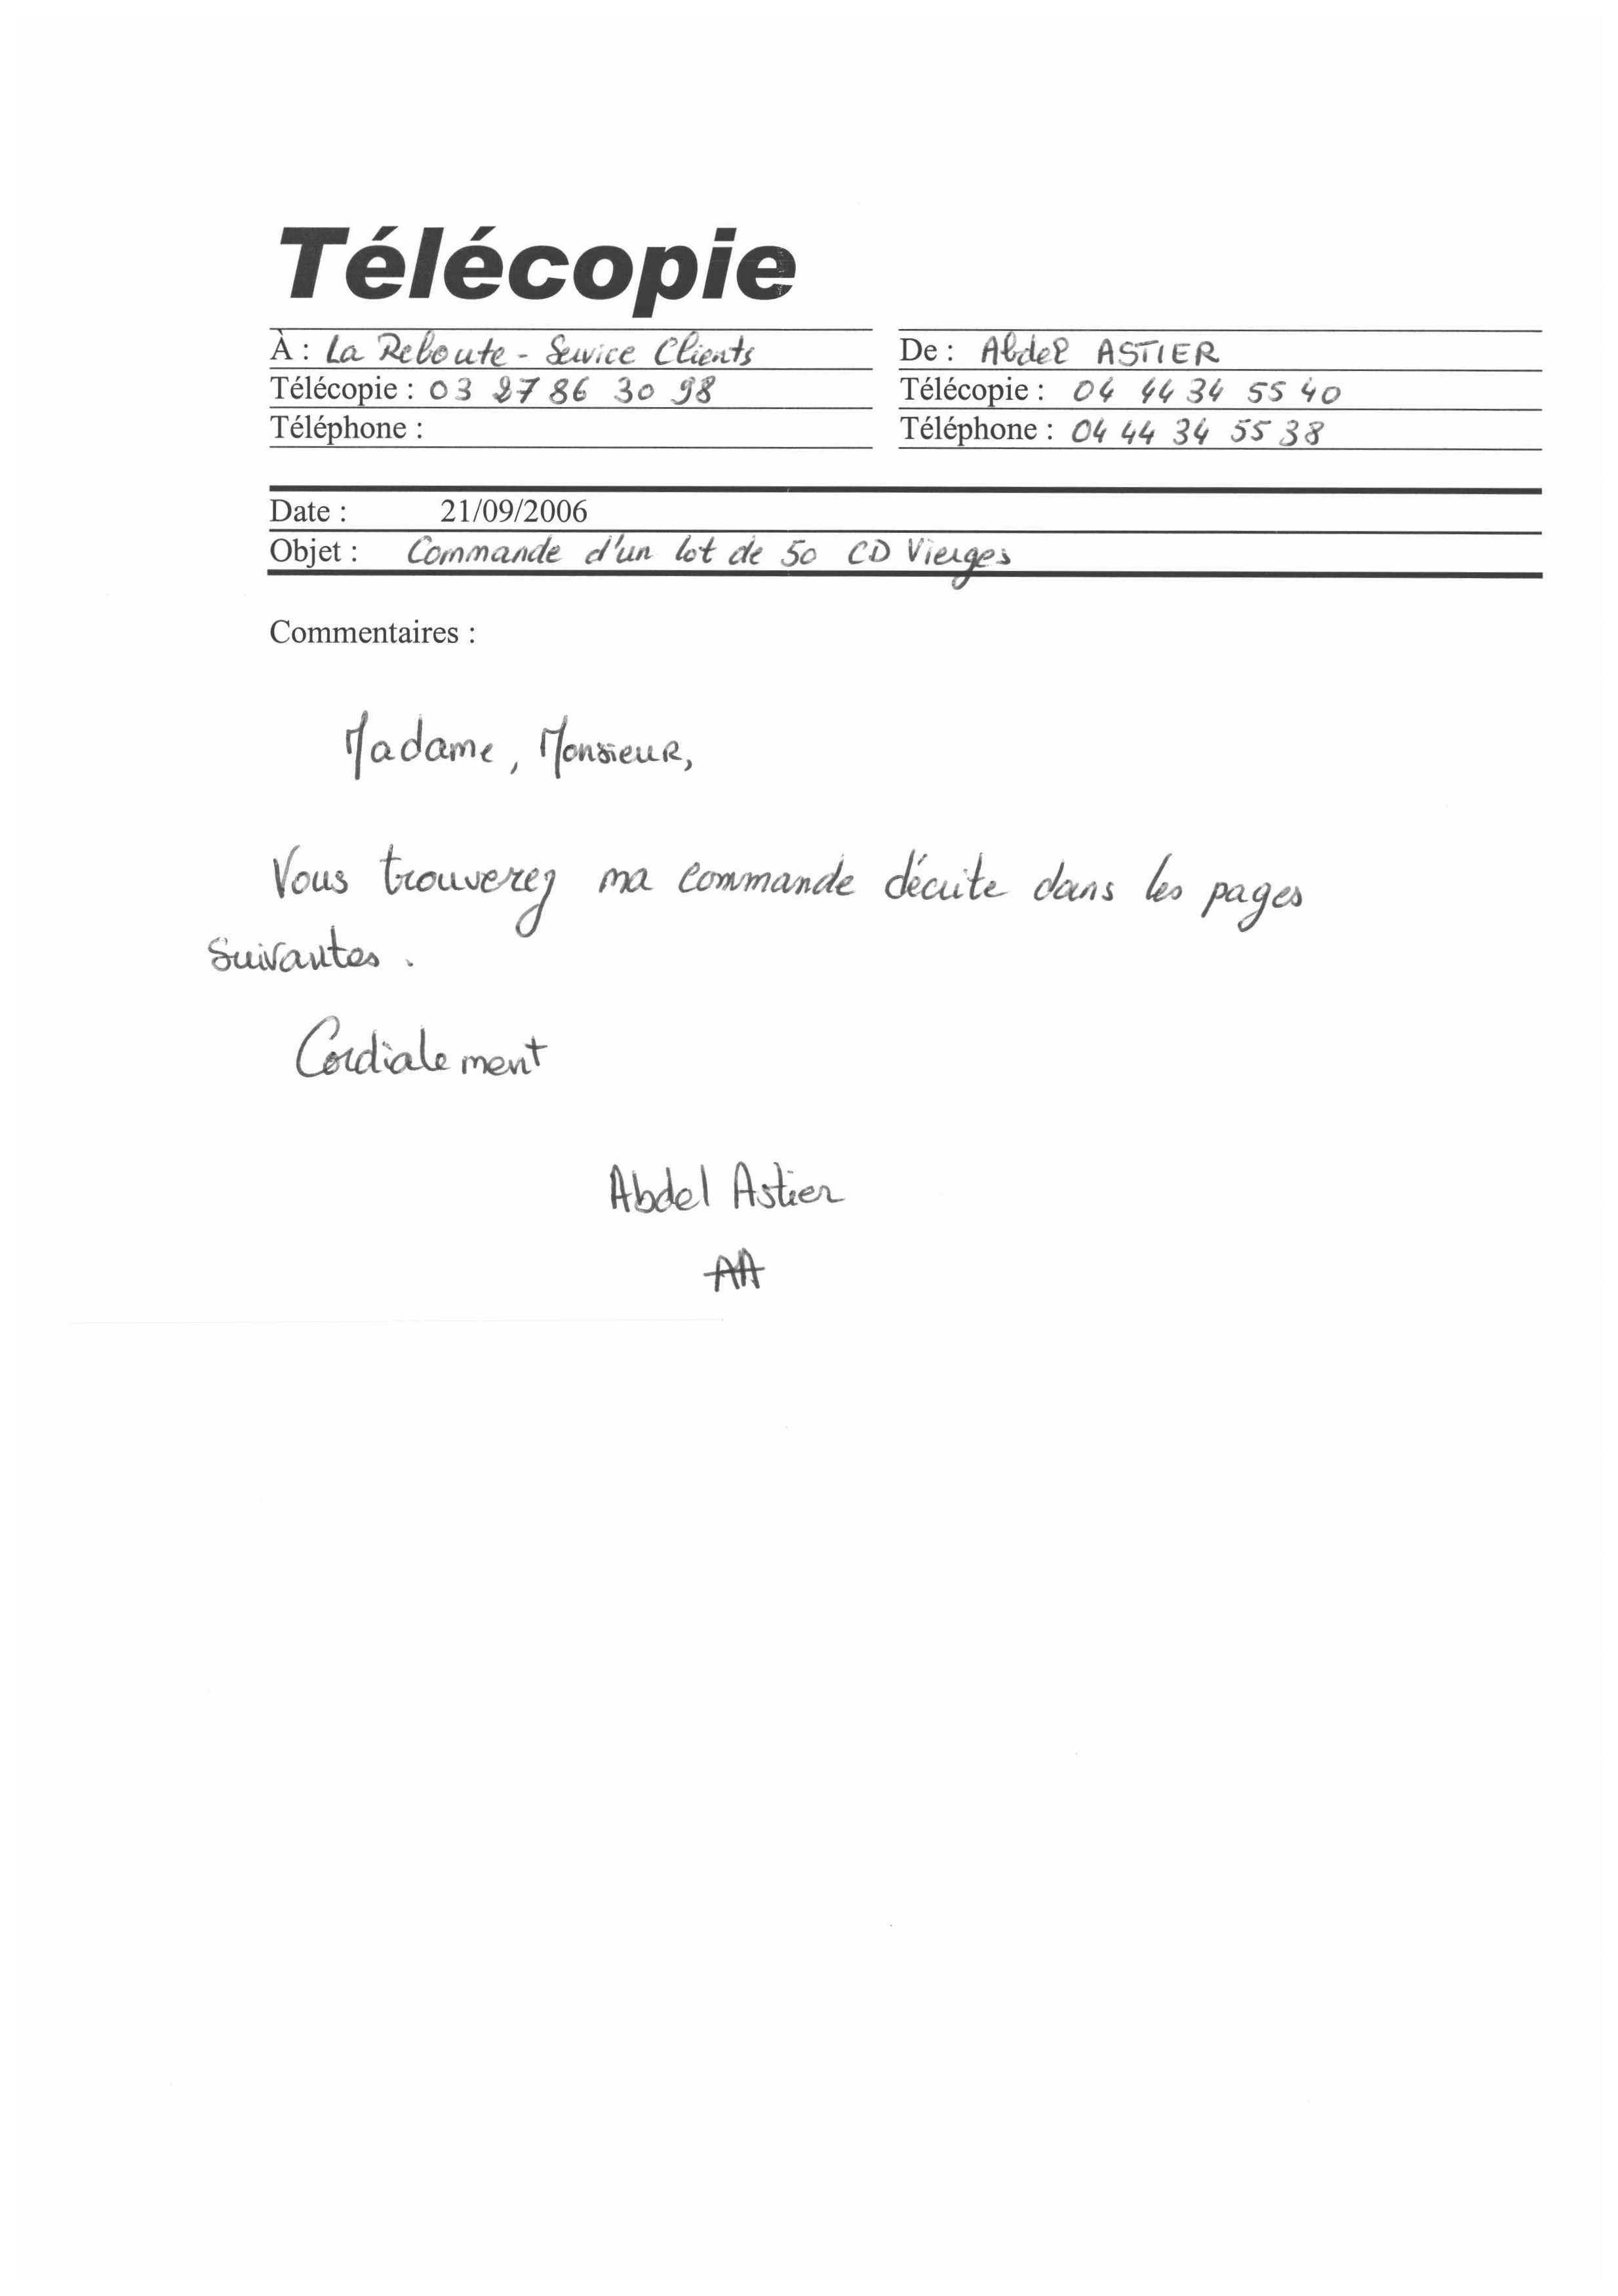 Télécopie
À : La Reboute - Service Clients
Télécopie : 03 27 86 30 98
Téléphone :
De : Abdel ASTIER
Télécopie : 04 44 34 55 40
Téléphone : 04 44 34 55 38
Date : 21/09/2006
Objet : Commande d'un lot de 50 CD Vierges
Commentaires :
Madame, Monsieur,
Vous trouverez ma commande décrite dans les pages
suivantes.
Cordialement
Abdel Astier
AA